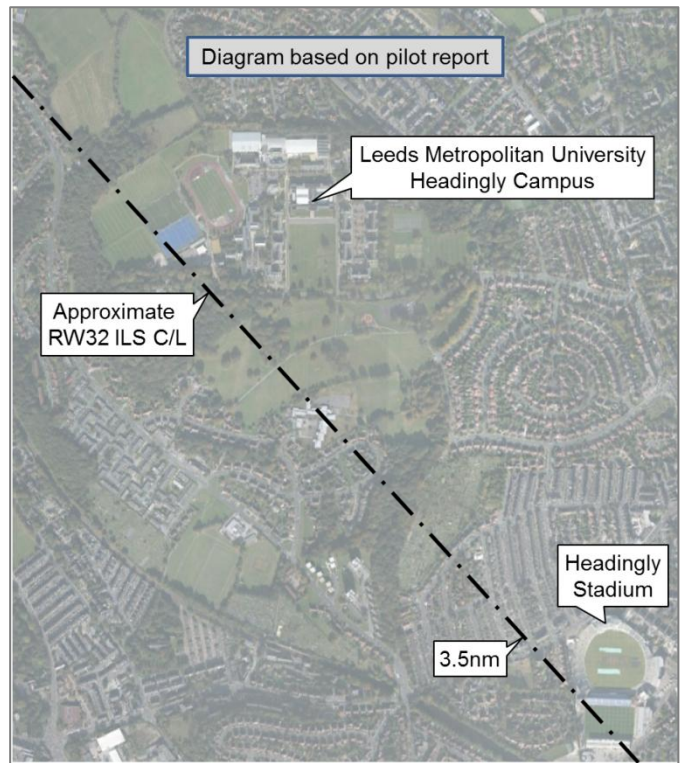 Diagram based on pilot report
Leeds Metropolitan University
Headingly Campus
Approximate
RW32 ILS C/L
Headingly
Stadium
3.5nm